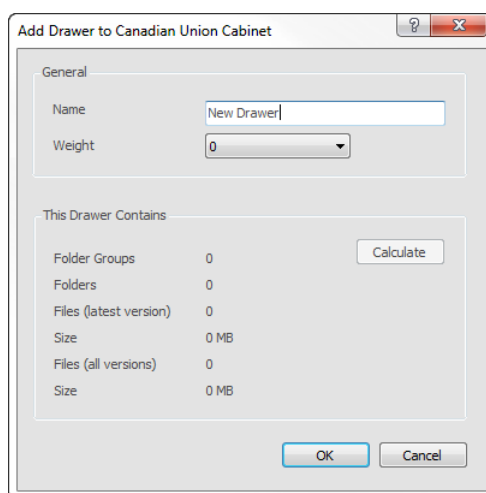 Add Drawer to Canadian Union Cabinet
General
Name New Drawer
Weight 0
This Drawer Contains
Folder Groups 0 Calculate
Folders 0
Files (latest version) 0
Size 0 MB
Files (all versions) 0
Size 0 MB
OK Cancel